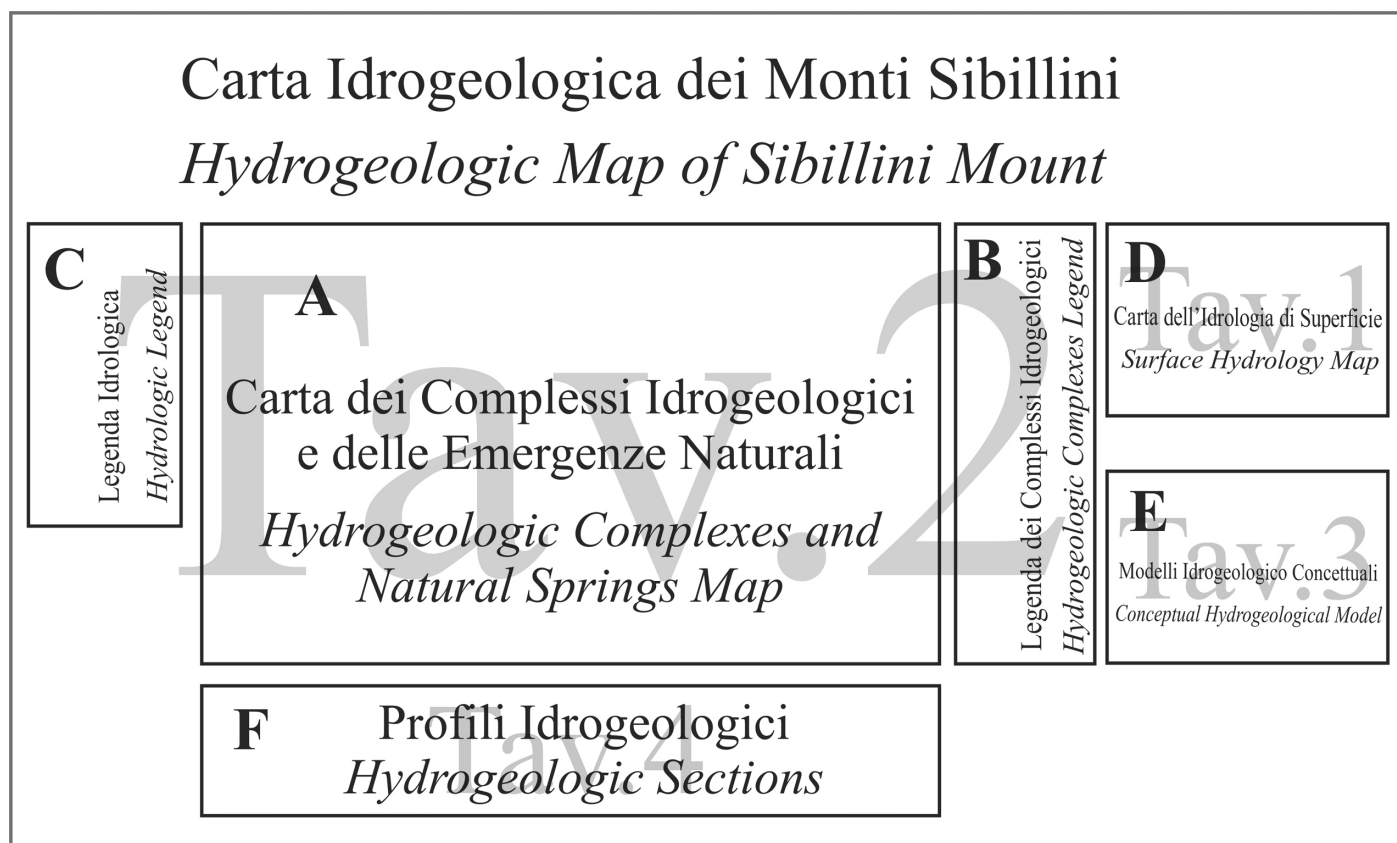 Carta Idrogeologica dei Monti Sibillini
Hydrogeologic Map of Sibillini Mount
C
Legenda Idrologica
Hydrologic Legend
Tav.2
A
Carta dei Complessi Idrogeologici
e delle Emergenze Naturali
Hydrogeologic Complexes and
Natural Springs Map
B
Legenda dei Complessi Idrogeologici
Hydrogeologic Complexes Legend
D
Tav.1
Carta dell'Idrologia di Superficie
Surface Hydrology Map
E
Tav.3
Modelli Idrogeologico Concettuali
Conceptual Hydrogeological Model
F
Tav.4
Profili Idrogeologici
Hydrogeologic Sections